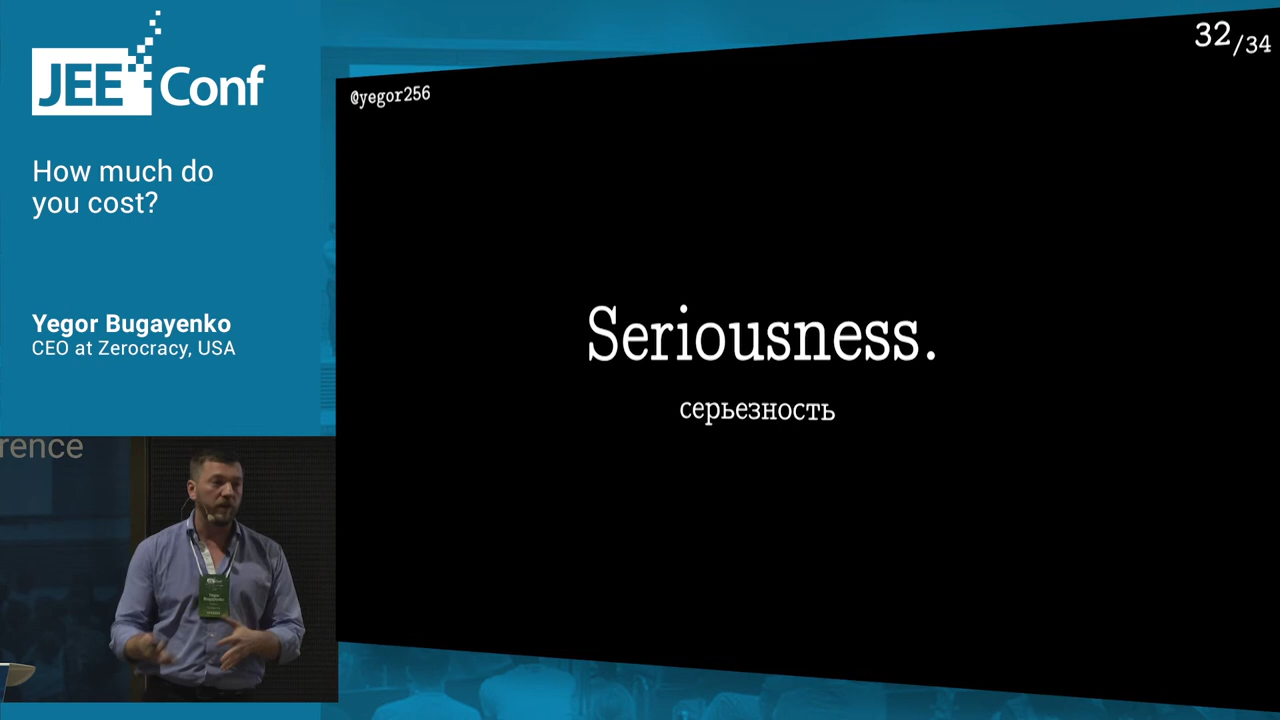 JEE Conf
How much do
you cost?
Yegor Bugayenko
CEO at Zerocracy, USA
rence
@yegor256
32/34
Seriousness.
серьезность